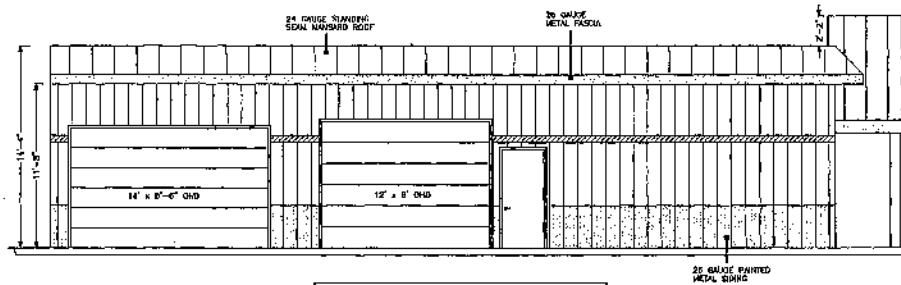 24 GAUGE STANDING
SEAM MANSARD ROOF
26 GAUGE
METAL FASCIA
2'-2"
14'-4"
11'-8"
14' x 8'-6" OHD
12' x 9' OHD
26 GAUGE PAINTED
METAL SIDING